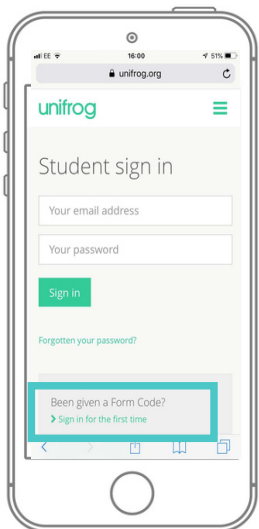 EE 16:00 51%
unifrog.org
unifrog
Student sign in
Your email address
Your password
Sign in
Forgotten your password?
Been given a Form Code?
Sign in for the first time